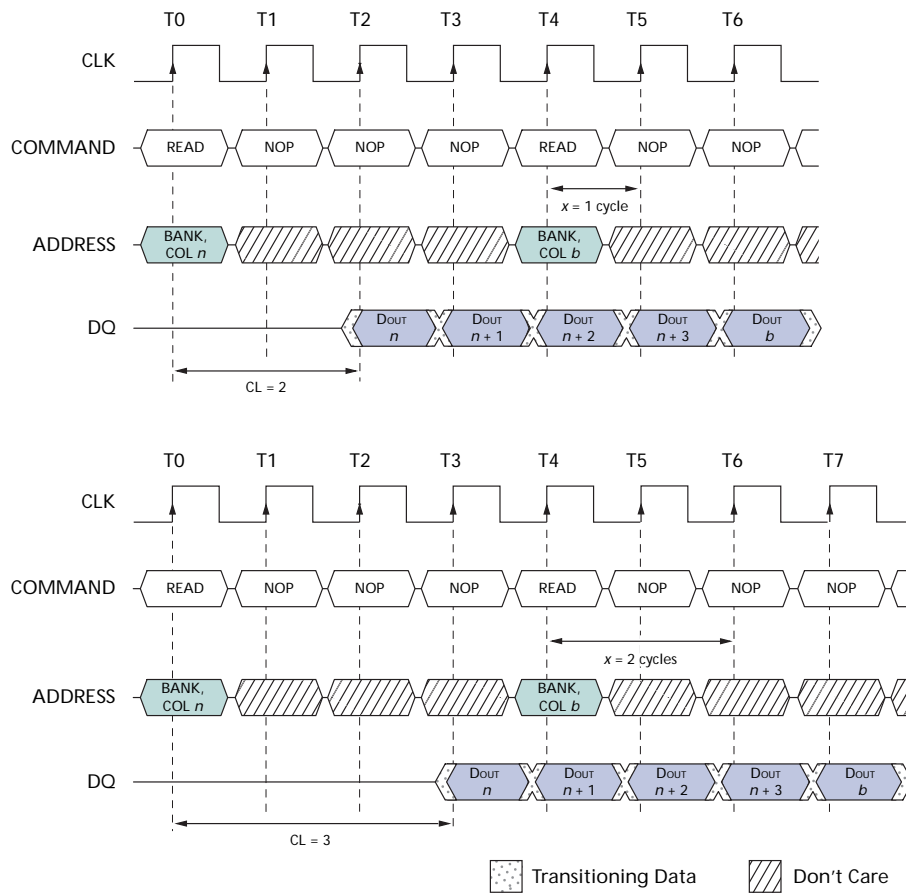 T0 T1 T2 T3 T4 T5 T6
CLK
COMMAND READ NOP NOP NOP READ NOP NOP
x = 1 cycle
ADDRESS BANK, COL n BANK, COL b
DQ DOUT n DOUT n + 1 DOUT n + 2 DOUT n + 3 DOUT b
CL = 2
T0 T1 T2 T3 T4 T5 T6 T7
CLK
COMMAND READ NOP NOP NOP READ NOP NOP NOP
x = 2 cycles
ADDRESS BANK, COL n BANK, COL b
DQ DOUT n DOUT n + 1 DOUT n + 2 DOUT n + 3 DOUT b
CL = 3
Transitioning Data Don't Care